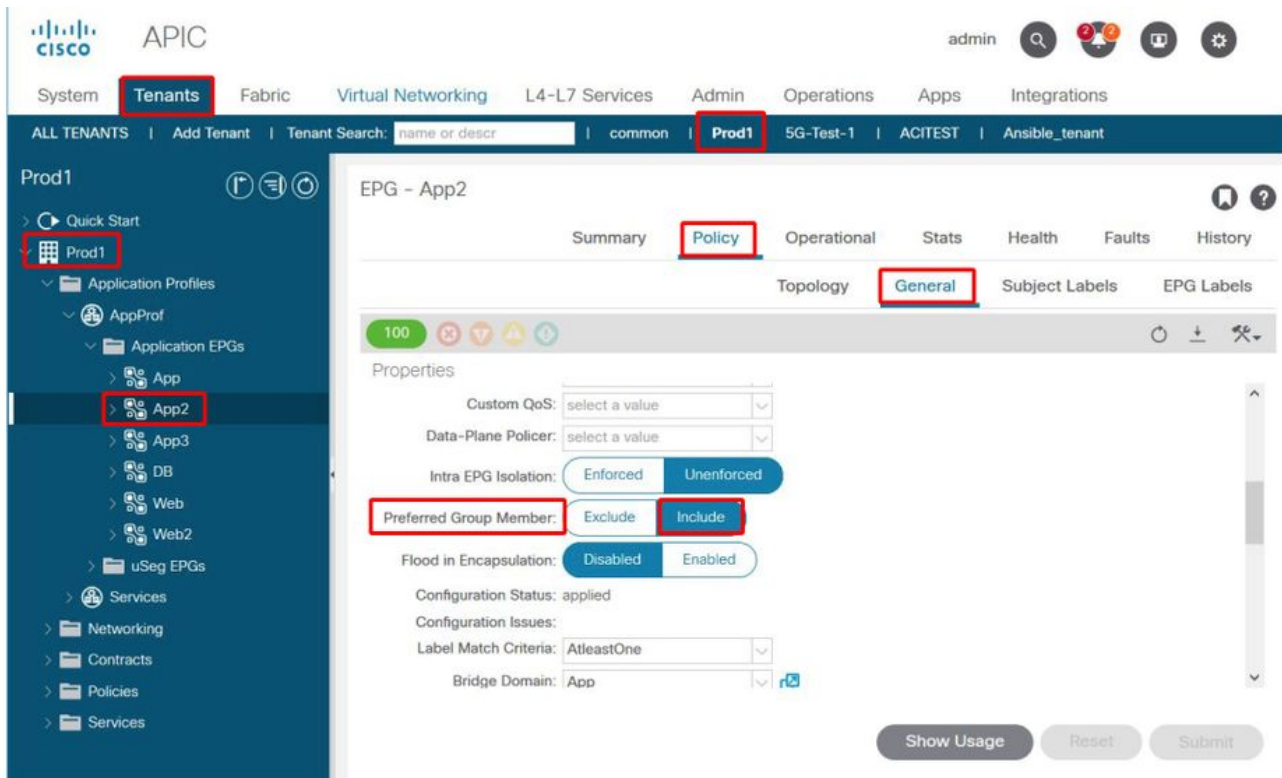 CISCO APIC admin 2 2
System Tenants Fabric Virtual Networking L4-L7 Services Admin Operations Apps Integrations
ALL TENANTS | Add Tenant | Tenant Search: name or descr | common | Prod1 5G-Test-1 | ACITEST | Ansible_tenant
Prod1
Quick Start
Prod1
Application Profiles
AppProf
Application EPGs
App
App2
App3
DB
Web
Web2
uSeg EPGs
Services
Networking
Contracts
Policies
Services
EPG - App2
Summary Policy Operational Stats Health Faults History
Topology General Subject Labels EPG Labels
100
Properties
Custom QoS: select a value
Data-Plane Policer: select a value
Intra EPG Isolation: Enforced Unenforced
Preferred Group Member: Exclude Include
Flood in Encapsulation: Disabled Enabled
Configuration Status: applied
Configuration Issues:
Label Match Criteria: AtleastOne
Bridge Domain: App
Show Usage Reset Submit